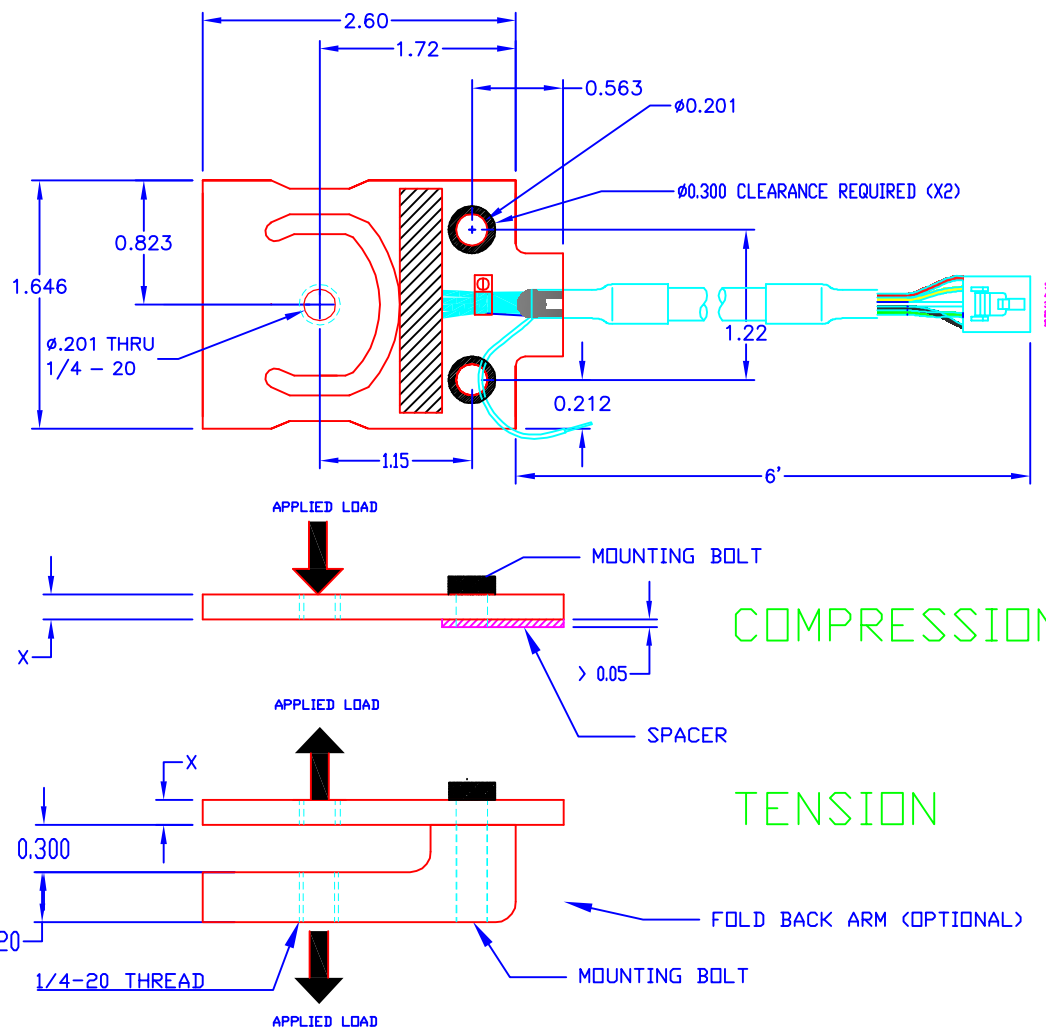 2.60
1.72
0.563
ø0.201
ø0.300 CLEARANCE REQUIRED (X2)
0.823
1.646
1.22
ø.201 THRU
1/4 - 20
0.212
1.15
6'
APPLIED LOAD
MOUNTING BOLT
COMPRESSION
X
> 0.05
SPACER
APPLIED LOAD
X
TENSION
0.300
20
FOLD BACK ARM (OPTIONAL)
1/4-20 THREAD
MOUNTING BOLT
APPLIED LOAD